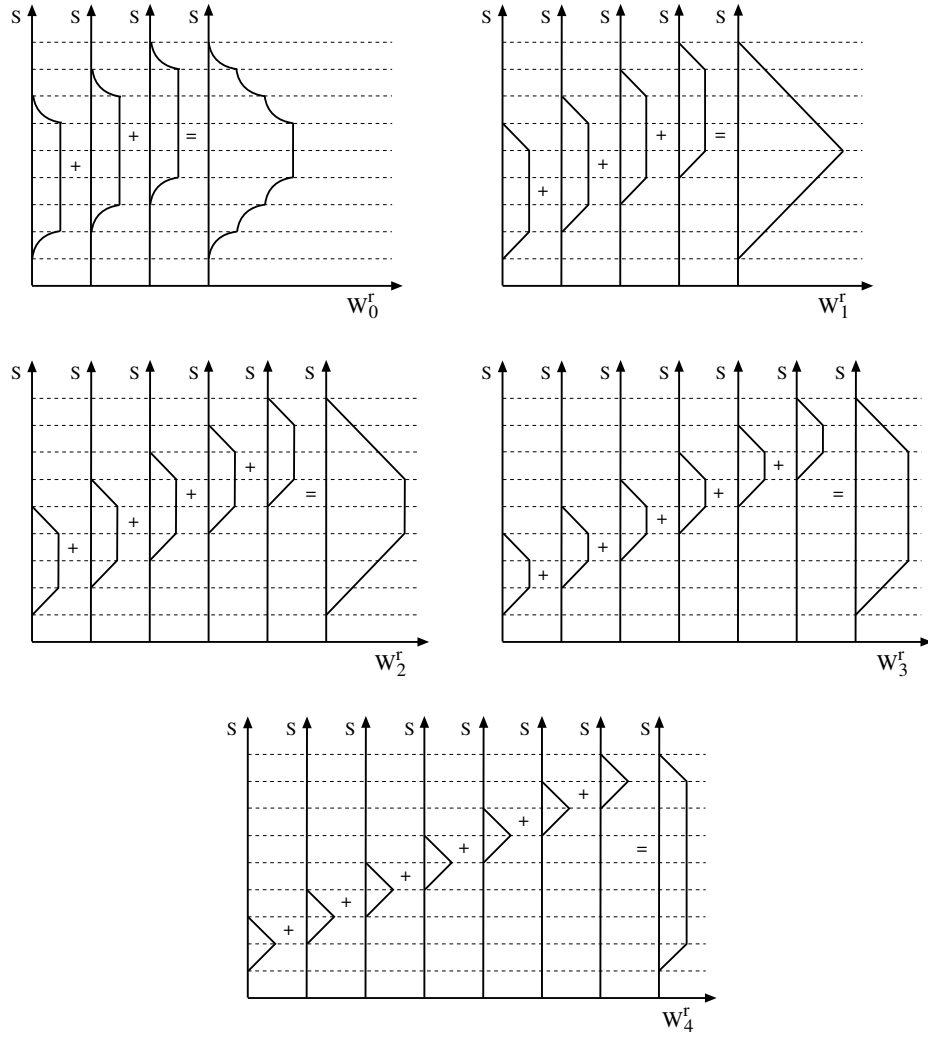 S S S S
+ + =
W_0^r
S S S S S
+ + + =
W_1^r
S S S S S S
+ + + + =
W_2^r
S S S S S S S
+ + + + + =
W_3^r
S S S S S S S S
+ + + + + + =
W_4^r